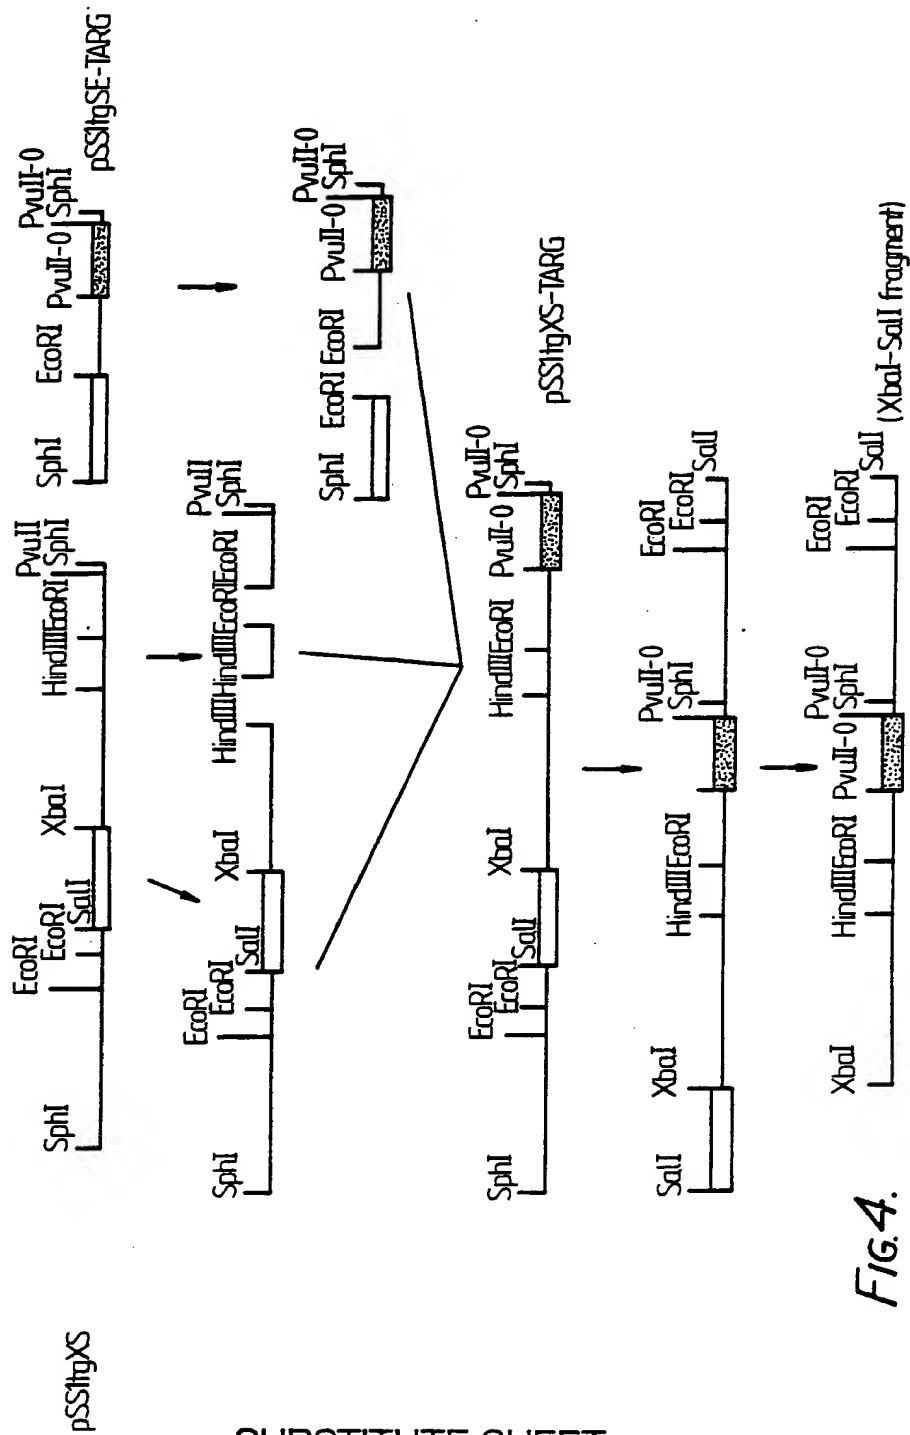 pSS1tgXS
SphI EcoRI EcoRI SalI XbaI HindIII EcoRI PvuII SphI
SphI EcoRI PvuII-0 PvuII-0 SphI
pSS1tgSE-TARG
SphI EcoRI EcoRI SalI XbaI HindIII HindIII EcoRI EcoRI PvuII SphI
SphI EcoRI EcoRI PvuII-0 PvuII-0 SphI
SphI EcoRI EcoRI SalI XbaI HindIII EcoRI PvuII-0 PvuII-0 SphI
pSS1tgXS-TARG
SalI XbaI HindIII EcoRI PvuII-0 SphI EcoRI EcoRI SalI
XbaI HindIII EcoRI PvuII-0 PvuII-0 SphI EcoRI EcoRI SalI
(XbaI-SalI fragment)
FIG. 4.
SUBSTITUTE SHEET